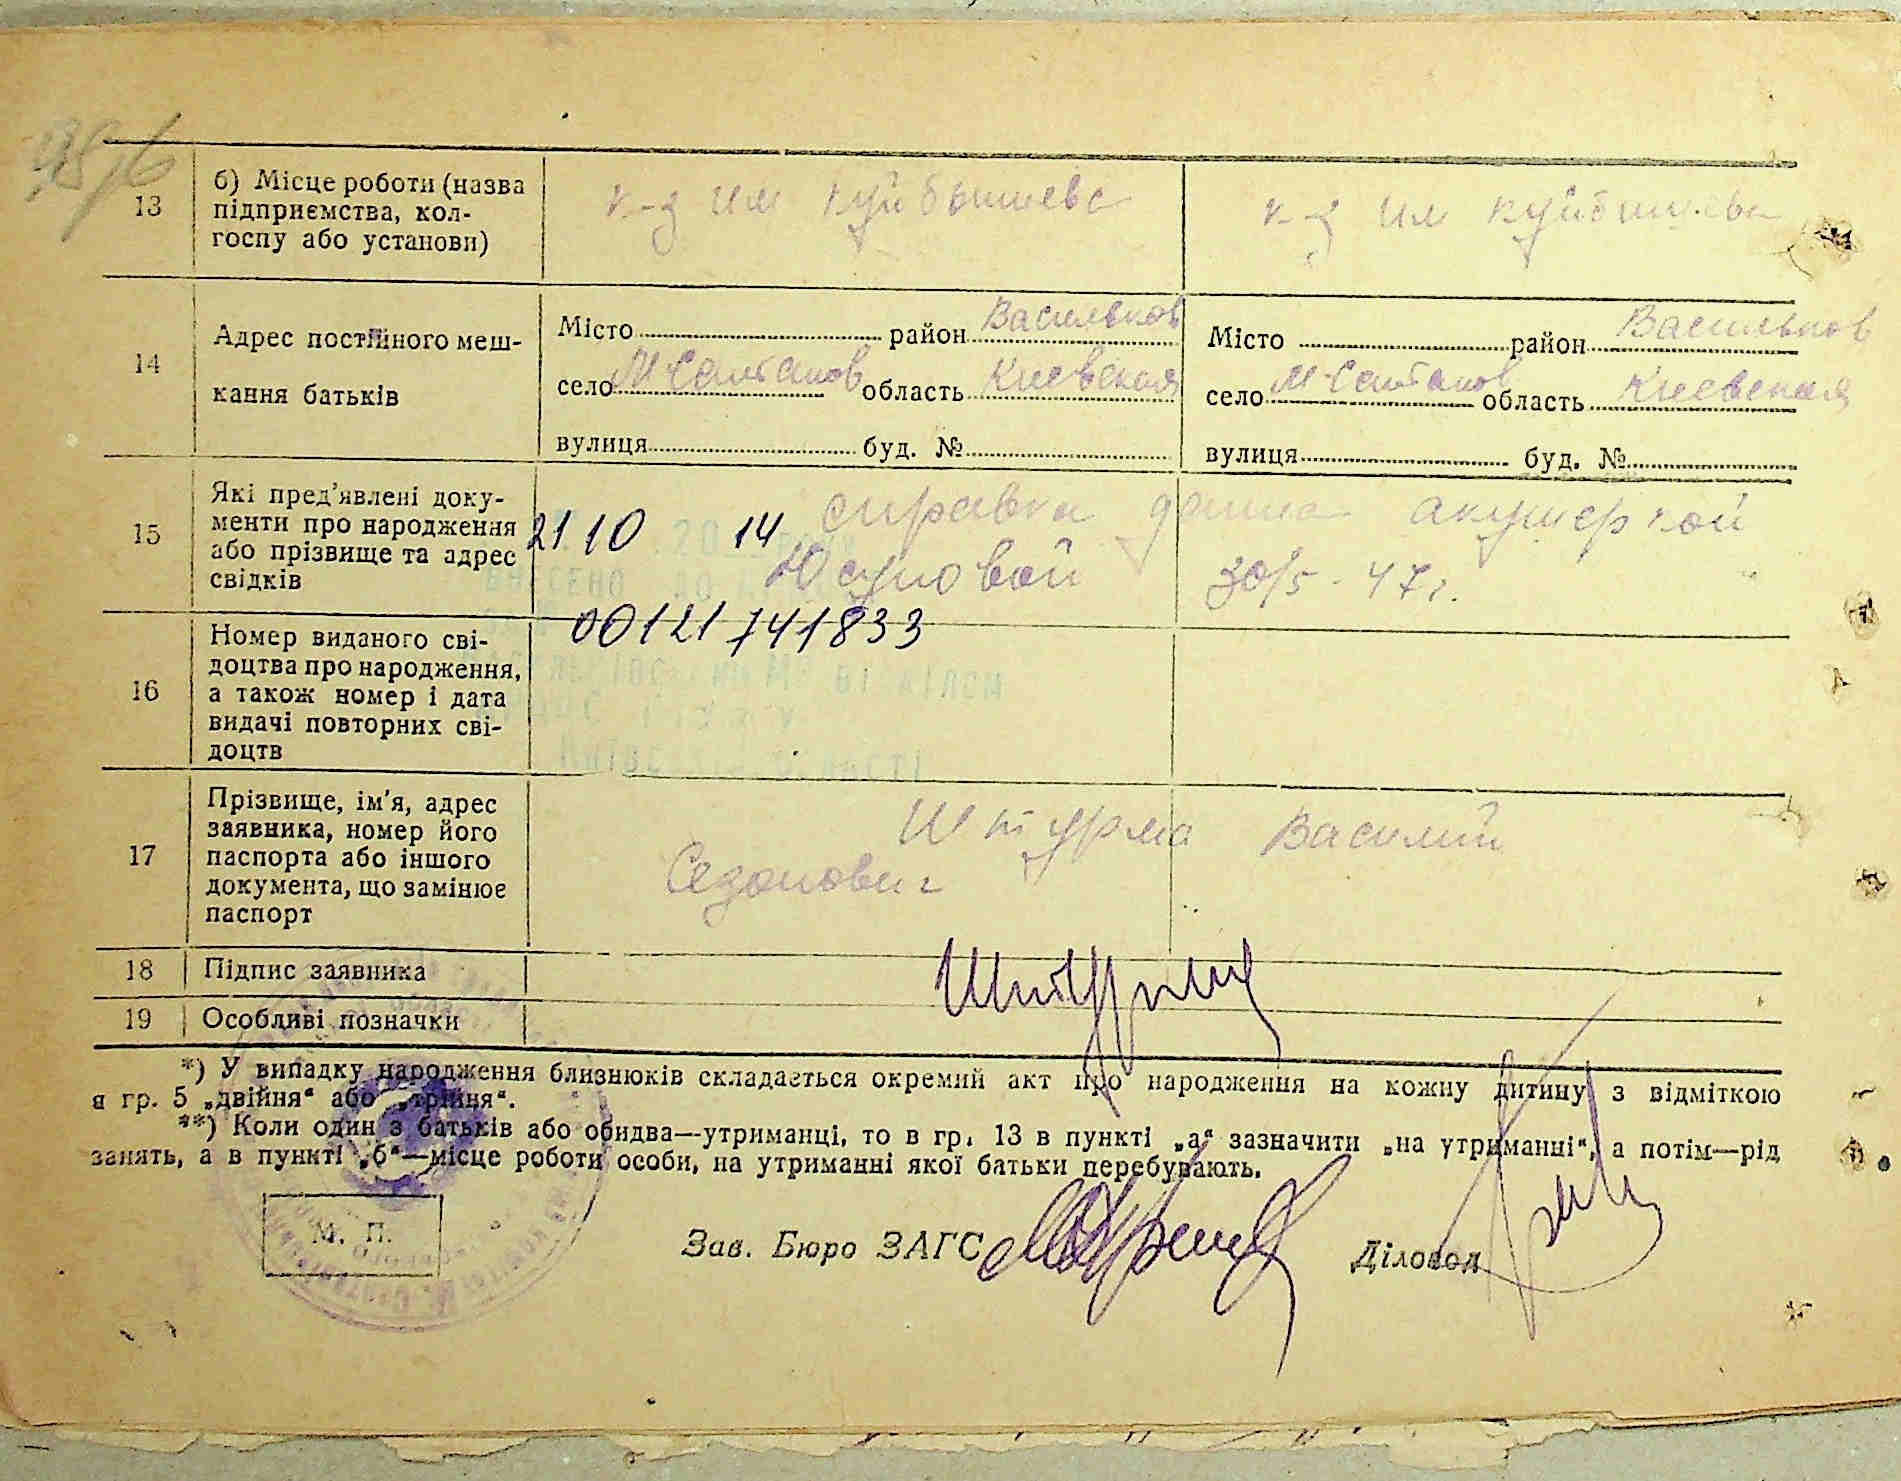 13
б) Місце роботи (назва
підприємства, кол-
госпу або установи)
к-з им куйбышева
к-з им куйбышева
14
Адрес постійного меш-
кання батьків
Місто район Васильков
село М-Салтанов область Киевская
вулиця буд. №
Місто район Васильков
село М-Салтанов область Киевская
вулиця буд. №
15
Які пред'явлені доку-
менти про народження
або прізвище та адрес
свідків
справка данна акушеркой
21 10 14
Юсуповой 30/5 - 47 г.
16
Номер виданого сві-
доцтва про народження,
а також номер і дата
видачі повторних сві-
доцтв
00121741833
17
Прізвище, ім'я, адрес
заявника, номер його
паспорта або іншого
документа, що замінює
паспорт
Штурма Василий
18
Підпис заявника
19
Особливі позначки
*) У випадку народження близнюків складається окремий акт про народження на кожну дитину з відміткою
в гр. 5 „двійня“ або „трійня“.
**) Коли один з батьків або обидва—утриманці, то в гр. 13 в пункті „а“ зазначити „на утриманні“, а потім—рід
занять, а в пункті „б“—місце роботи особи, на утриманні якої батьки перебувають.
М. П.
Зав. Бюро ЗАГС
Діловод